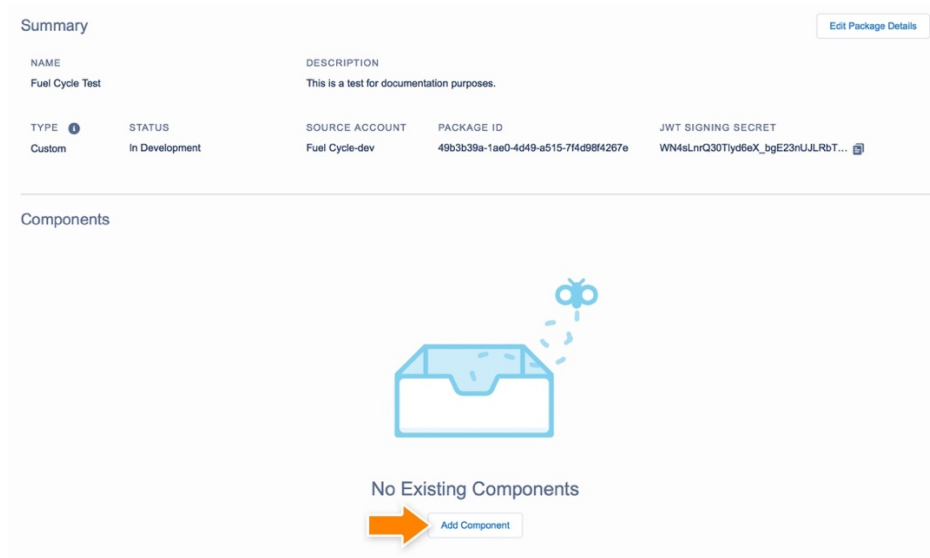 Summary
Edit Package Details
NAME
DESCRIPTION
Fuel Cycle Test
This is a test for documentation purposes.
TYPE
STATUS
SOURCE ACCOUNT
PACKAGE ID
JWT SIGNING SECRET
Custom
In Development
Fuel Cycle-dev
49b3b39a-1ae0-4d49-a515-7f4d98f4267e
WN4sLnrQ30Tlyd6eX_bgE23nUJLRbT...
Components
No Existing Components
Add Component